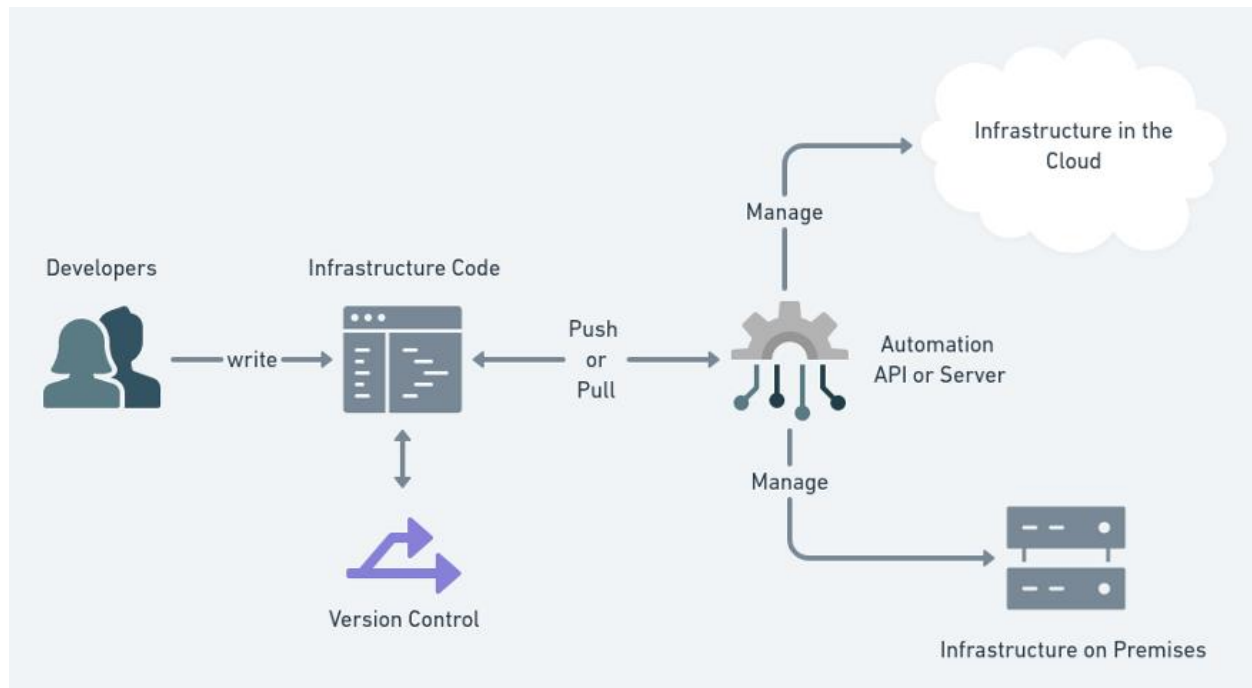 Developers
write
Infrastructure Code
Version Control
Push
or
Pull
Automation
API or Server
Manage
Infrastructure in the
Cloud
Manage
Infrastructure on Premises